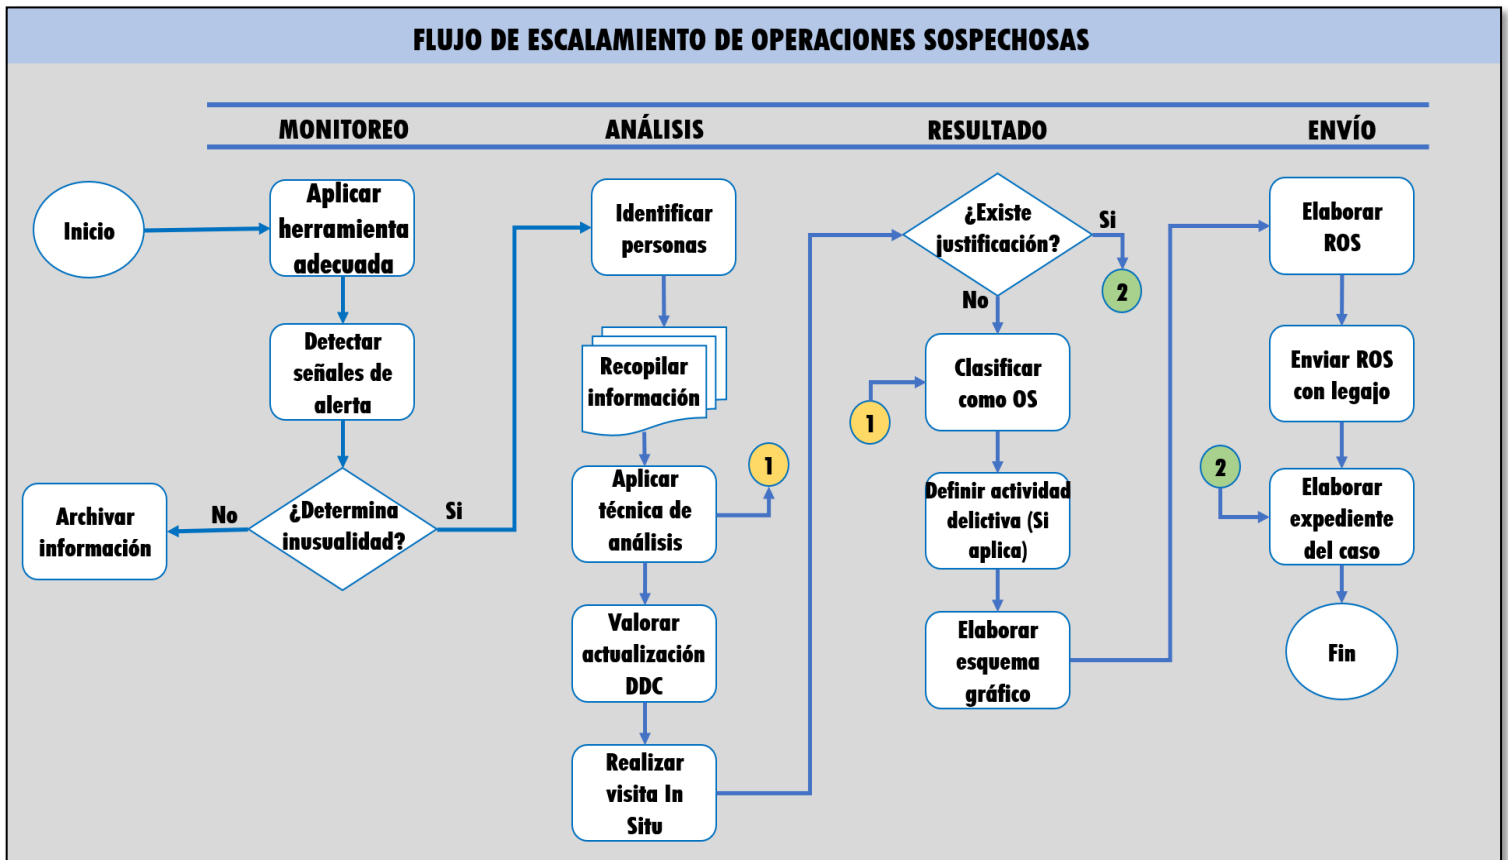 FLUJO DE ESCALAMIENTO DE OPERACIONES SOSPECHOSAS
MONITOREO
ANÁLISIS
RESULTADO
ENVÍO
Inicio
Aplicar
herramienta
adecuada
Detectar
señales de
alerta
¿Determina
inusualidad?
No
Si
Archivar
información
Identificar
personas
Recopilar
información
Aplicar
técnica de
análisis
1
Valorar
actualización
DDC
Realizar
visita In
Situ
¿Existe
justificación?
Si
2
No
Clasificar
como OS
1
Definir actividad
delictiva (Si
aplica)
Elaborar
esquema
gráfico
Elaborar
ROS
Enviar ROS
con legajo
2
Elaborar
expediente
del caso
Fin